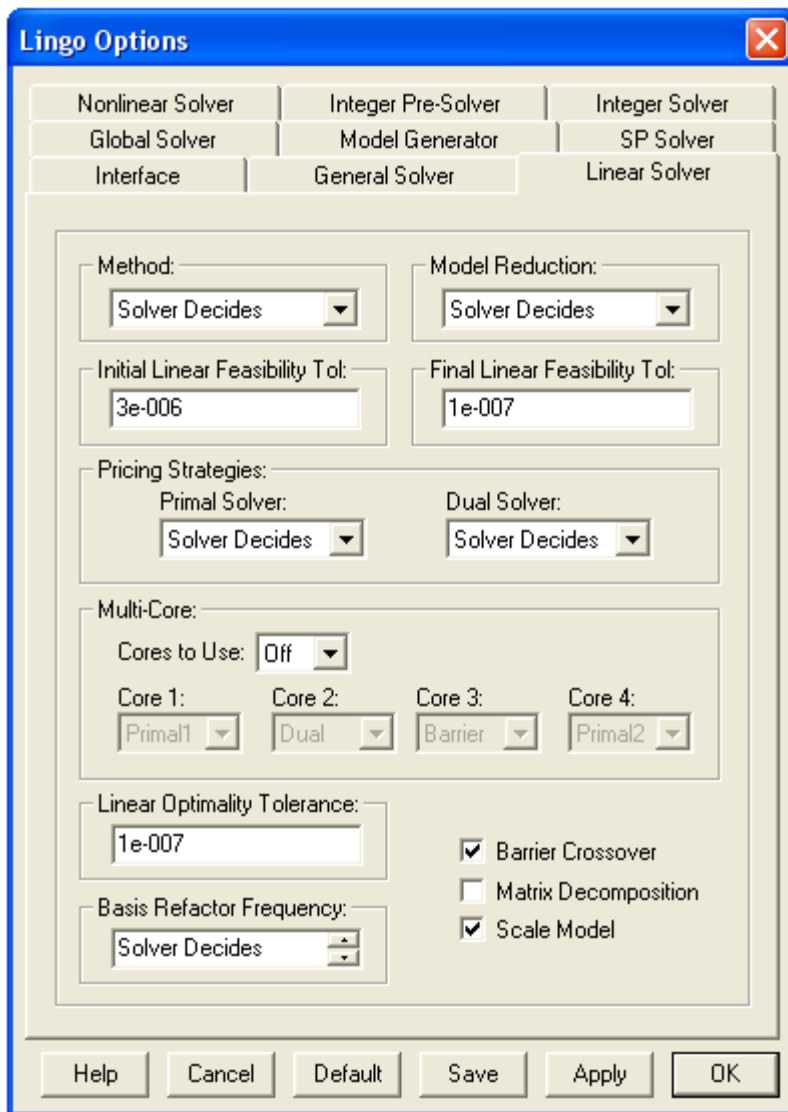 Lingo Options
Nonlinear Solver Integer Pre-Solver Integer Solver
Global Solver Model Generator SP Solver
Interface General Solver Linear Solver
Method: Model Reduction:
Solver Decides Solver Decides
Initial Linear Feasibility Tol: Final Linear Feasibility Tol:
3e-006 1e-007
Pricing Strategies:
Primal Solver: Dual Solver:
Solver Decides Solver Decides
Multi-Core:
Cores to Use: Off
Core 1: Core 2: Core 3: Core 4:
Primal1 Dual Barrier Primal2
Linear Optimality Tolerance:
1e-007
Barrier Crossover
Matrix Decomposition
Basis Refactor Frequency:
Scale Model
Solver Decides
Help Cancel Default Save Apply OK